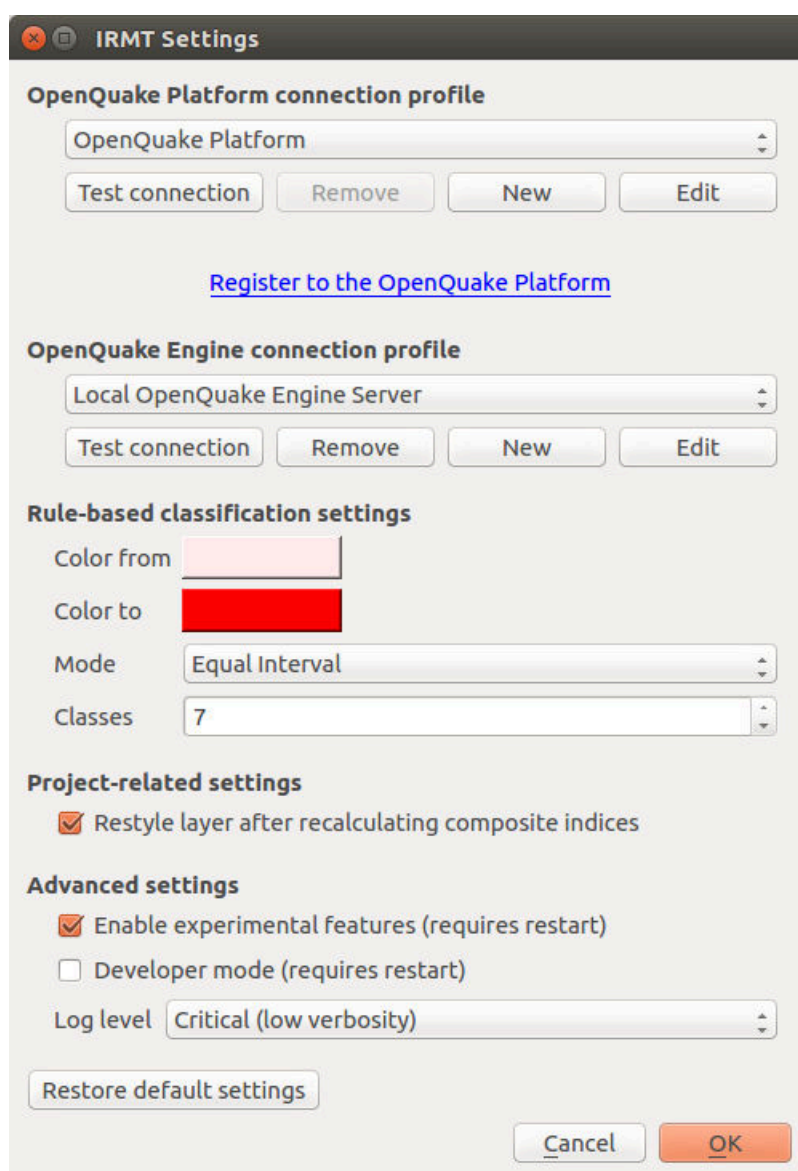 IRMT Settings
OpenQuake Platform connection profile
OpenQuake Platform
Test connection Remove New Edit
Register to the OpenQuake Platform
OpenQuake Engine connection profile
Local OpenQuake Engine Server
Test connection Remove New Edit
Rule-based classification settings
Color from
Color to
Mode Equal Interval
Classes 7
Project-related settings
Restyle layer after recalculating composite indices
Advanced settings
Enable experimental features (requires restart)
Developer mode (requires restart)
Log level Critical (low verbosity)
Restore default settings
Cancel OK